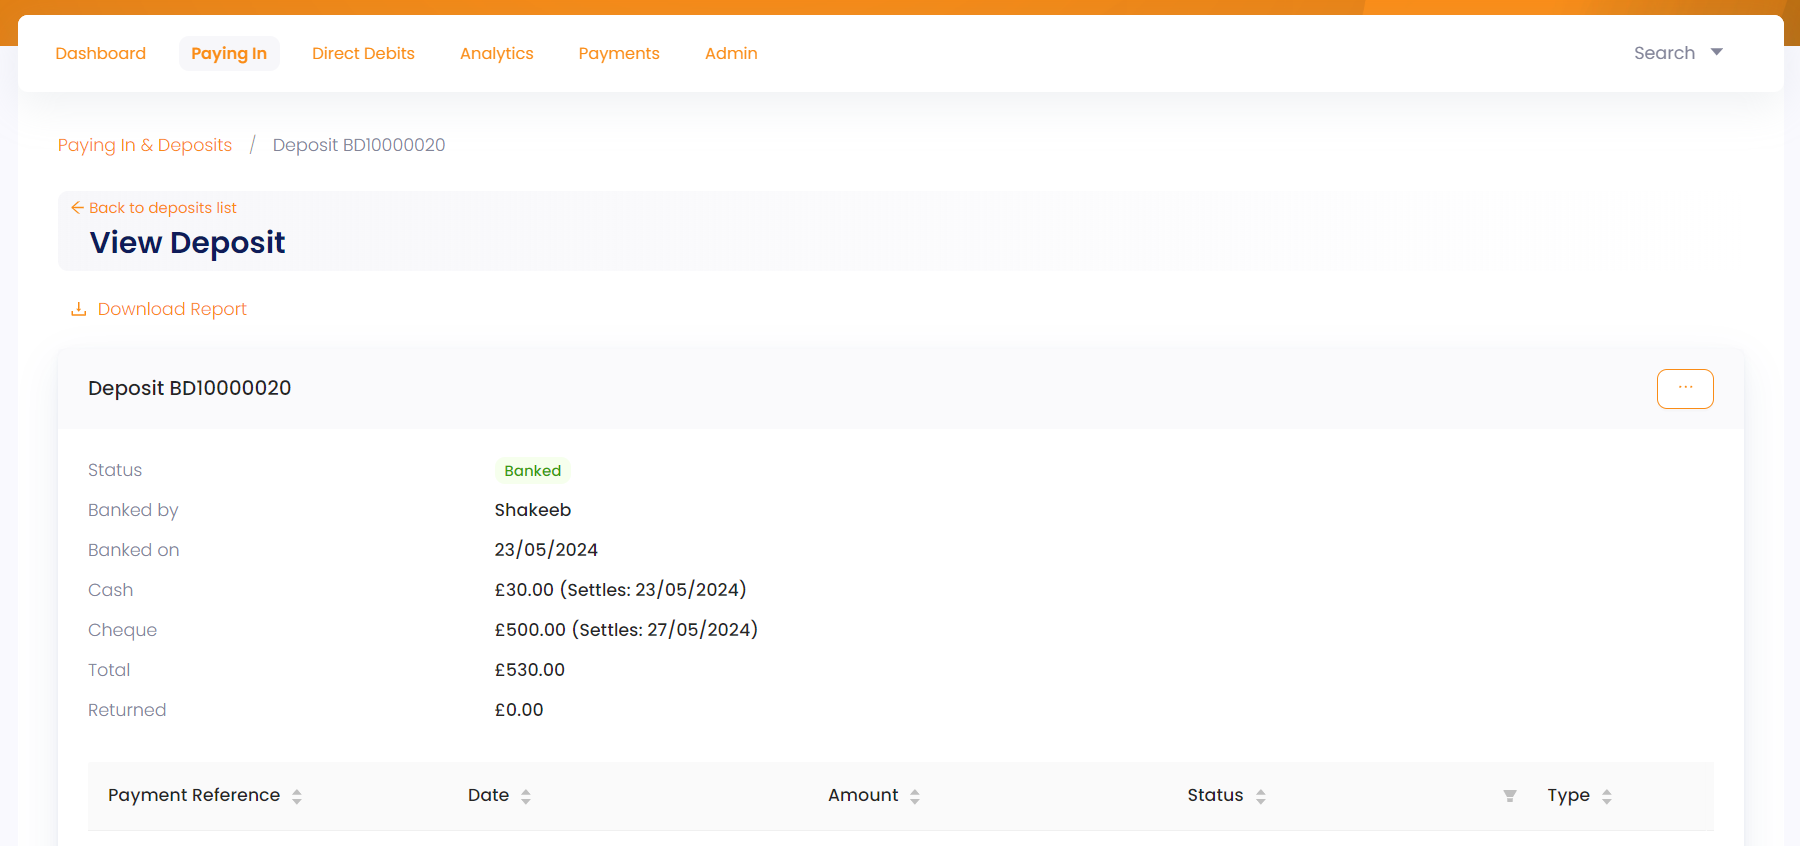 Dashboard Paying In Direct Debits Analytics Payments Admin Search
Paying In & Deposits / Deposit BD10000020
Back to deposits list
View Deposit
Download Report
Deposit BD10000020
...
Status Banked
Banked by Shakeeb
Banked on 23/05/2024
Cash £30.00 (Settles: 23/05/2024)
Cheque £500.00 (Settles: 27/05/2024)
Total £530.00
Returned £0.00
Payment Reference Date Amount Status Type